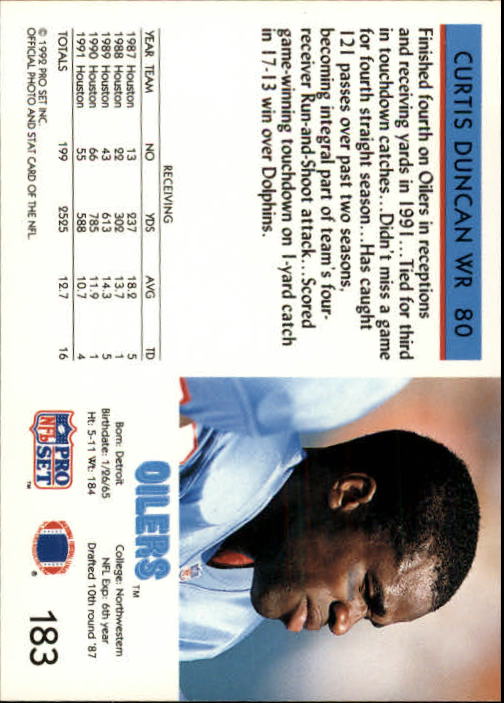 CURTIS DUNCAN WR 80
Finished fourth on Oilers in receptions
and receiving yards in 1991...Tied for third
in touchdown catches...Didn't miss a game
for fourth straight season...Has caught
121 passes over past two seasons,
becoming integral part of team's four-
receiver Run-and-Shoot attack...Scored
game-winning touchdown on 1-yard catch
in 17-13 win over Dolphins.
RECEIVING
YEAR TEAM NO YDS AVG TD
1987 Houston 13 237 18.2 5
1988 Houston 22 302 13.7 1
1989 Houston 43 613 14.3 5
1990 Houston 66 785 11.9 1
1991 Houston 55 588 10.7 4
TOTALS 199 2525 12.7 16
© 1992 PRO SET INC.
OFFICIAL PHOTO AND STAT CARD OF THE NFL
OILERS™
Born: Detroit College: Northwestern
Birthdate: 1/26/65 NFL Exp: 6th year
Ht: 5-11 Wt: 184 Drafted 10th round '87
PRO
NFL
SET ™
®
183